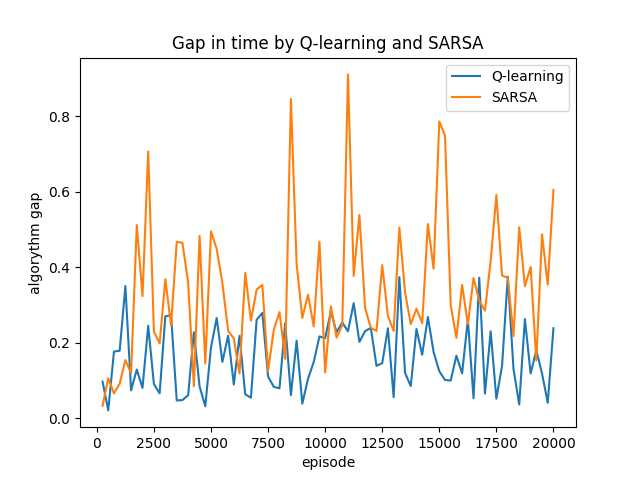 Gap in time by Q-learning and SARSA
Q-learning
SARSA
algorythm gap
0.8
0.6
0.4
0.2
0.0
0 2500 5000 7500 10000 12500 15000 17500 20000
episode